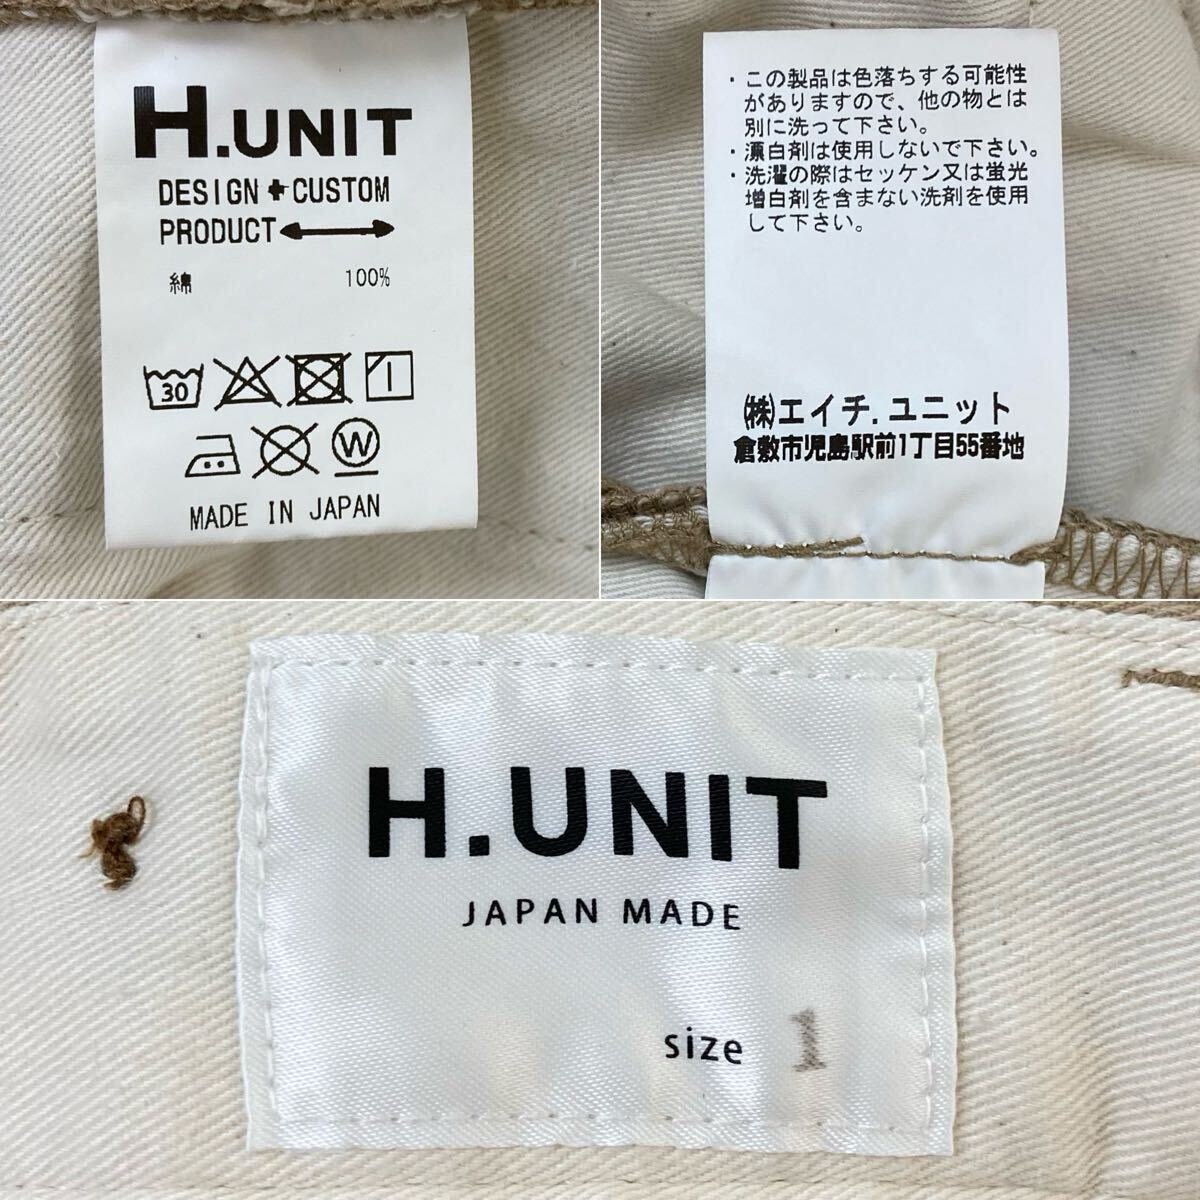 H.UNIT
DESIGN + CUSTOM
PRODUCT
綿 100%
30
W
MADE IN JAPAN
・この製品は色落ちする可能性
がありますので、他の物とは
別に洗って下さい。
・漂白剤は使用しないで下さい。
・洗濯の際はセッケン又は蛍光
増白剤を含まない洗剤を使用
して下さい。
㈱エイチ.ユニット
倉敷市児島駅前1丁目55番地
H.UNIT
JAPAN MADE
size 1